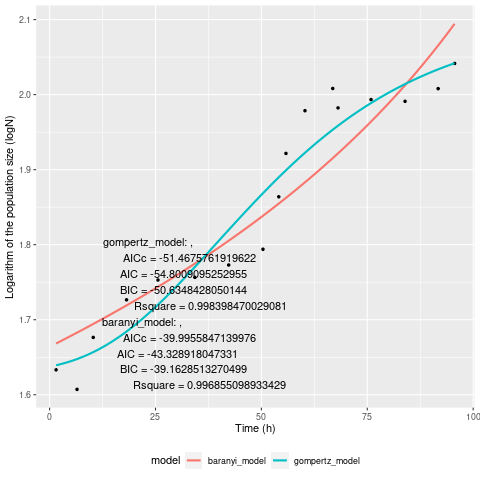 2.1
2.0
1.9
1.8
1.7
1.6
Logarithm of the population size (logN)
gompertz_model: ,
AICc = -51.4675761919622
AIC = -54.8009095252955
BIC = -50.6348428050144
Rsquare = 0.998398470029081
baranyi_model: ,
AICc = -39.9955847139976
AIC = -43.328918047331
BIC = -39.1628513270499
Rsquare = 0.996855098933429
0 25 50 75 100
Time (h)
model baranyi_model gompertz_model